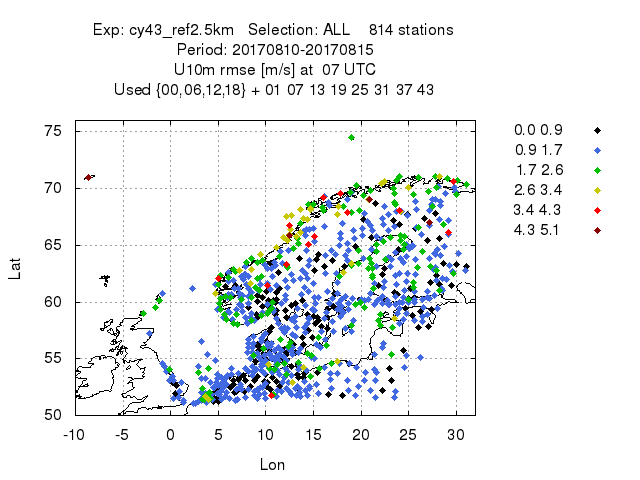 Exp: cy43_ref2.5km   Selection: ALL    814 stations
Period: 20170810-20170815
U10m rmse [m/s] at  07 UTC
Used {00,06,12,18} + 01 07 13 19 25 31 37 43
0.0 0.9
0.9 1.7
1.7 2.6
2.6 3.4
3.4 4.3
4.3 5.1
75
70
65
60
55
50
Lat
-10 -5 0 5 10 15 20 25 30
Lon